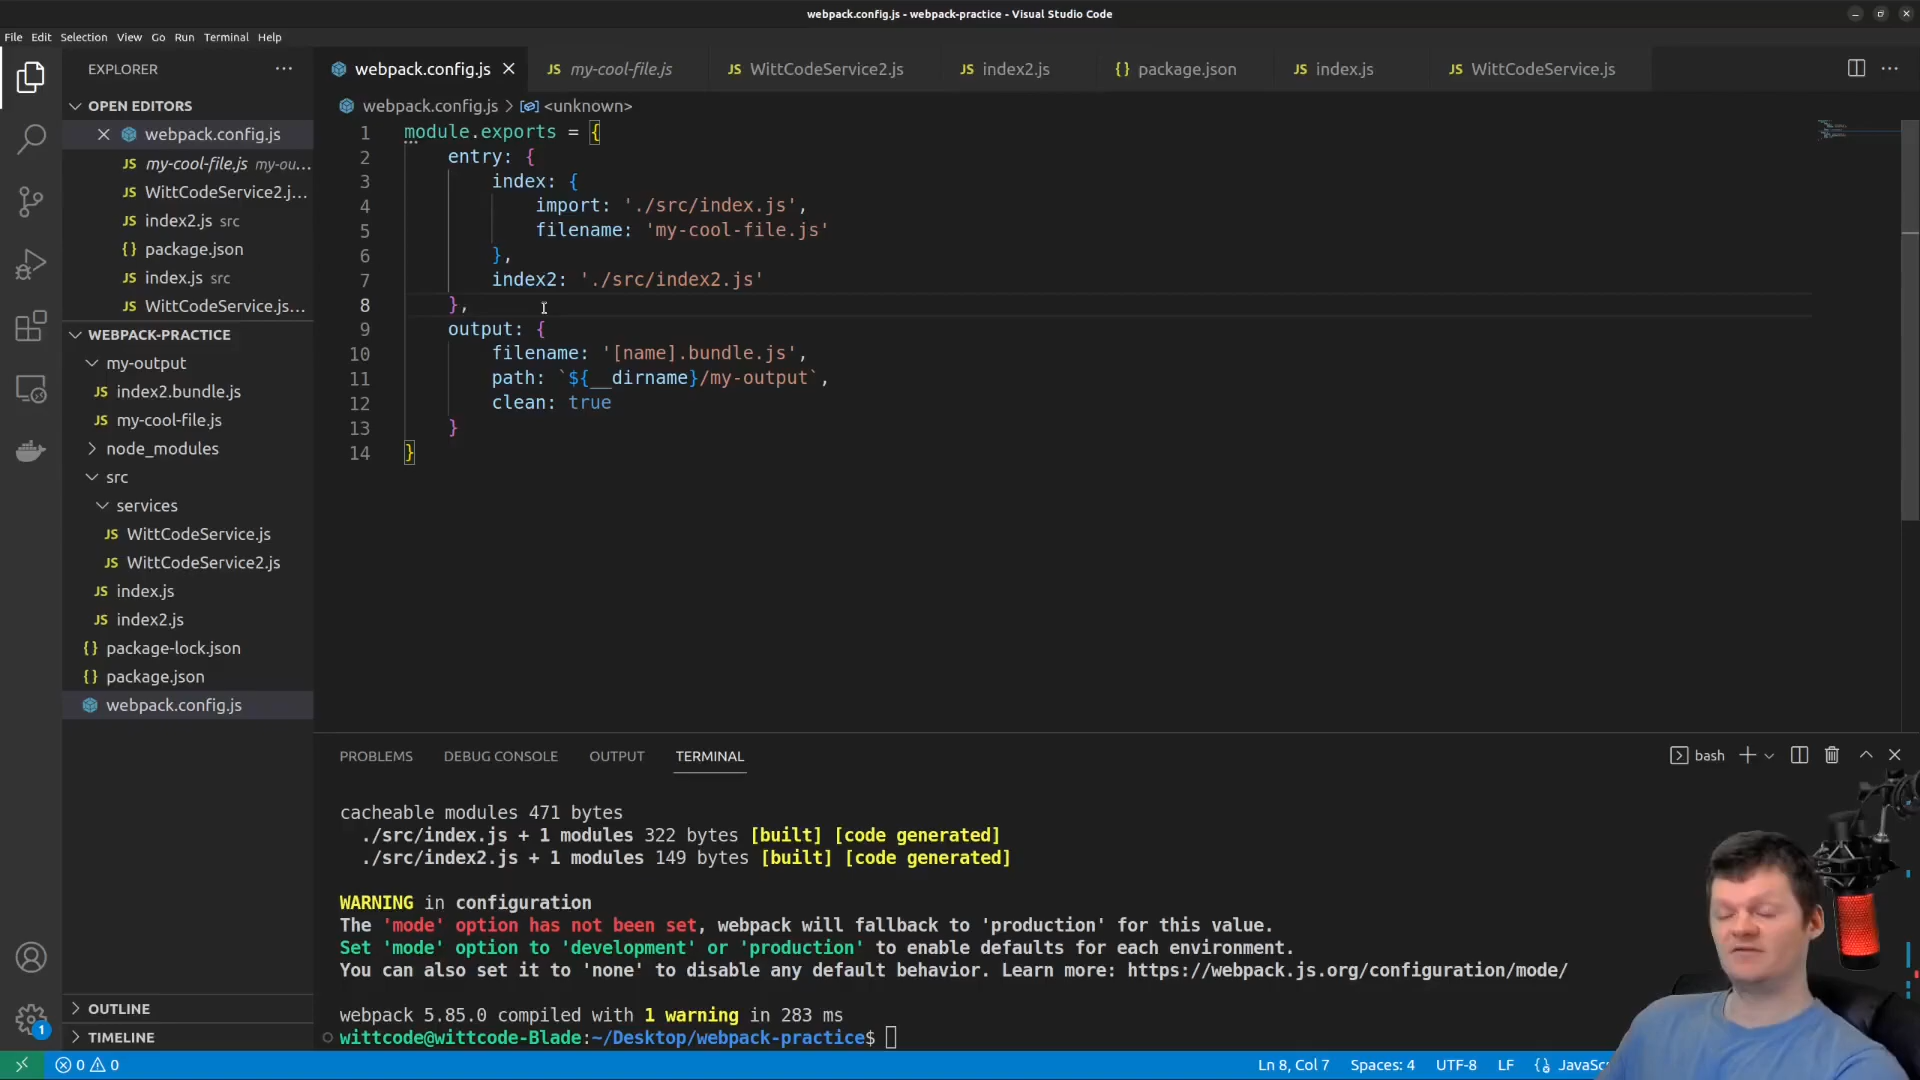 webpack.config.js - webpack-practice - Visual Studio Code
File Edit Selection View Go Run Terminal Help
EXPLORER
webpack.config.js
my-cool-file.js
WittCodeService2.js
index2.js
package.json
index.js
WittCodeService.js
OPEN EDITORS
webpack.config.js
my-cool-file.js my-ou...
WittCodeService2.j...
index2.js src
package.json
index.js src
WittCodeService.js...
WEBPACK-PRACTICE
my-output
index2.bundle.js
my-cool-file.js
node_modules
src
services
WittCodeService.js
WittCodeService2.js
index.js
index2.js
package-lock.json
package.json
webpack.config.js
OUTLINE
TIMELINE
webpack.config.js > <unknown>
1 module.exports = {
2 entry: {
3 index: {
4 import: './src/index.js',
5 filename: 'my-cool-file.js'
6 },
7 index2: './src/index2.js'
8 },
9 output: {
10 filename: '[name].bundle.js',
11 path: `${__dirname}/my-output`,
12 clean: true
13 }
14 }
PROBLEMS DEBUG CONSOLE OUTPUT TERMINAL
bash
cacheable modules 471 bytes
./src/index.js + 1 modules 322 bytes [built] [code generated]
./src/index2.js + 1 modules 149 bytes [built] [code generated]
WARNING in configuration
The 'mode' option has not been set, webpack will fallback to 'production' for this value.
Set 'mode' option to 'development' or 'production' to enable defaults for each environment.
You can also set it to 'none' to disable any default behavior. Learn more: https://webpack.js.org/configuration/mode/
webpack 5.85.0 compiled with 1 warning in 283 ms
wittcode@wittcode-Blade:~/Desktop/webpack-practice$
1
0 0
Ln 8, Col 7 Spaces: 4 UTF-8 LF {} JavaSc